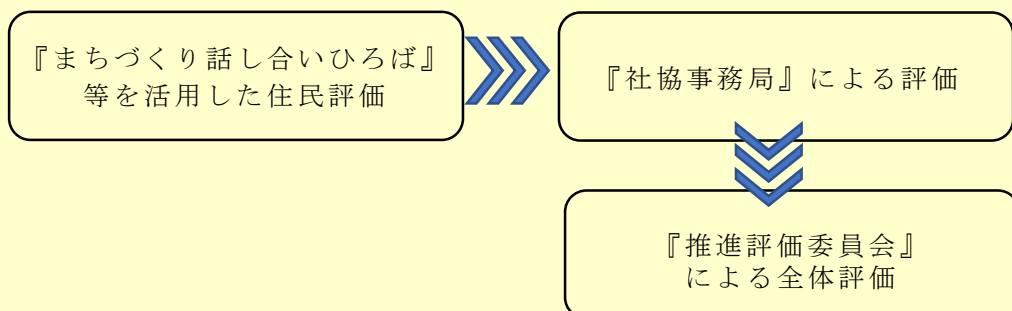 『まちづくり話し合いひろば』
等を活用した住民評価
『社協事務局』による評価
『推進評価委員会』
による全体評価